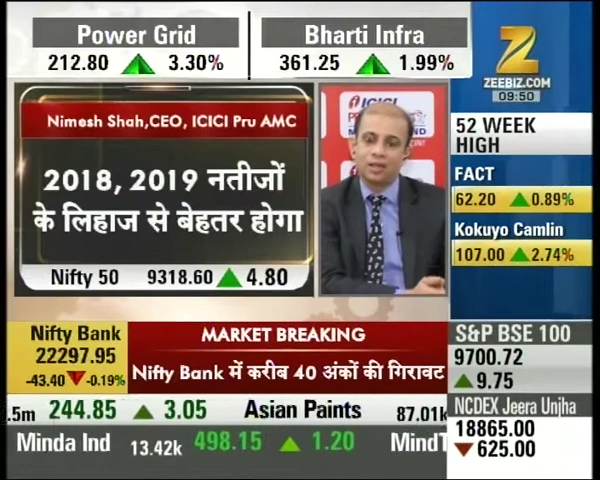 Power Grid
212.80 3.30%
Bharti Infra
361.25 1.99%
ZEEBIZ.COM
09:50
Nimesh Shah,CEO, ICICI Pru AMC
2018, 2019 नतीजों
के लिहाज से बेहतर होगा
Nifty 50 9318.60 4.80
ICICI
52 WEEK
HIGH
FACT
62.20 0.89%
Kokuyo Camlin
107.00 2.74%
Nifty Bank
22297.95
-43.40 -0.19%
MARKET BREAKING
Nifty Bank में करीब 40 अंकों की गिरावट
S&P BSE 100
9700.72
9.75
.5m 244.85 3.05 Asian Paints 87.01k
NCDEX Jeera Unjha
18865.00
625.00
Minda Ind 13.42k 498.15 1.20 MindT